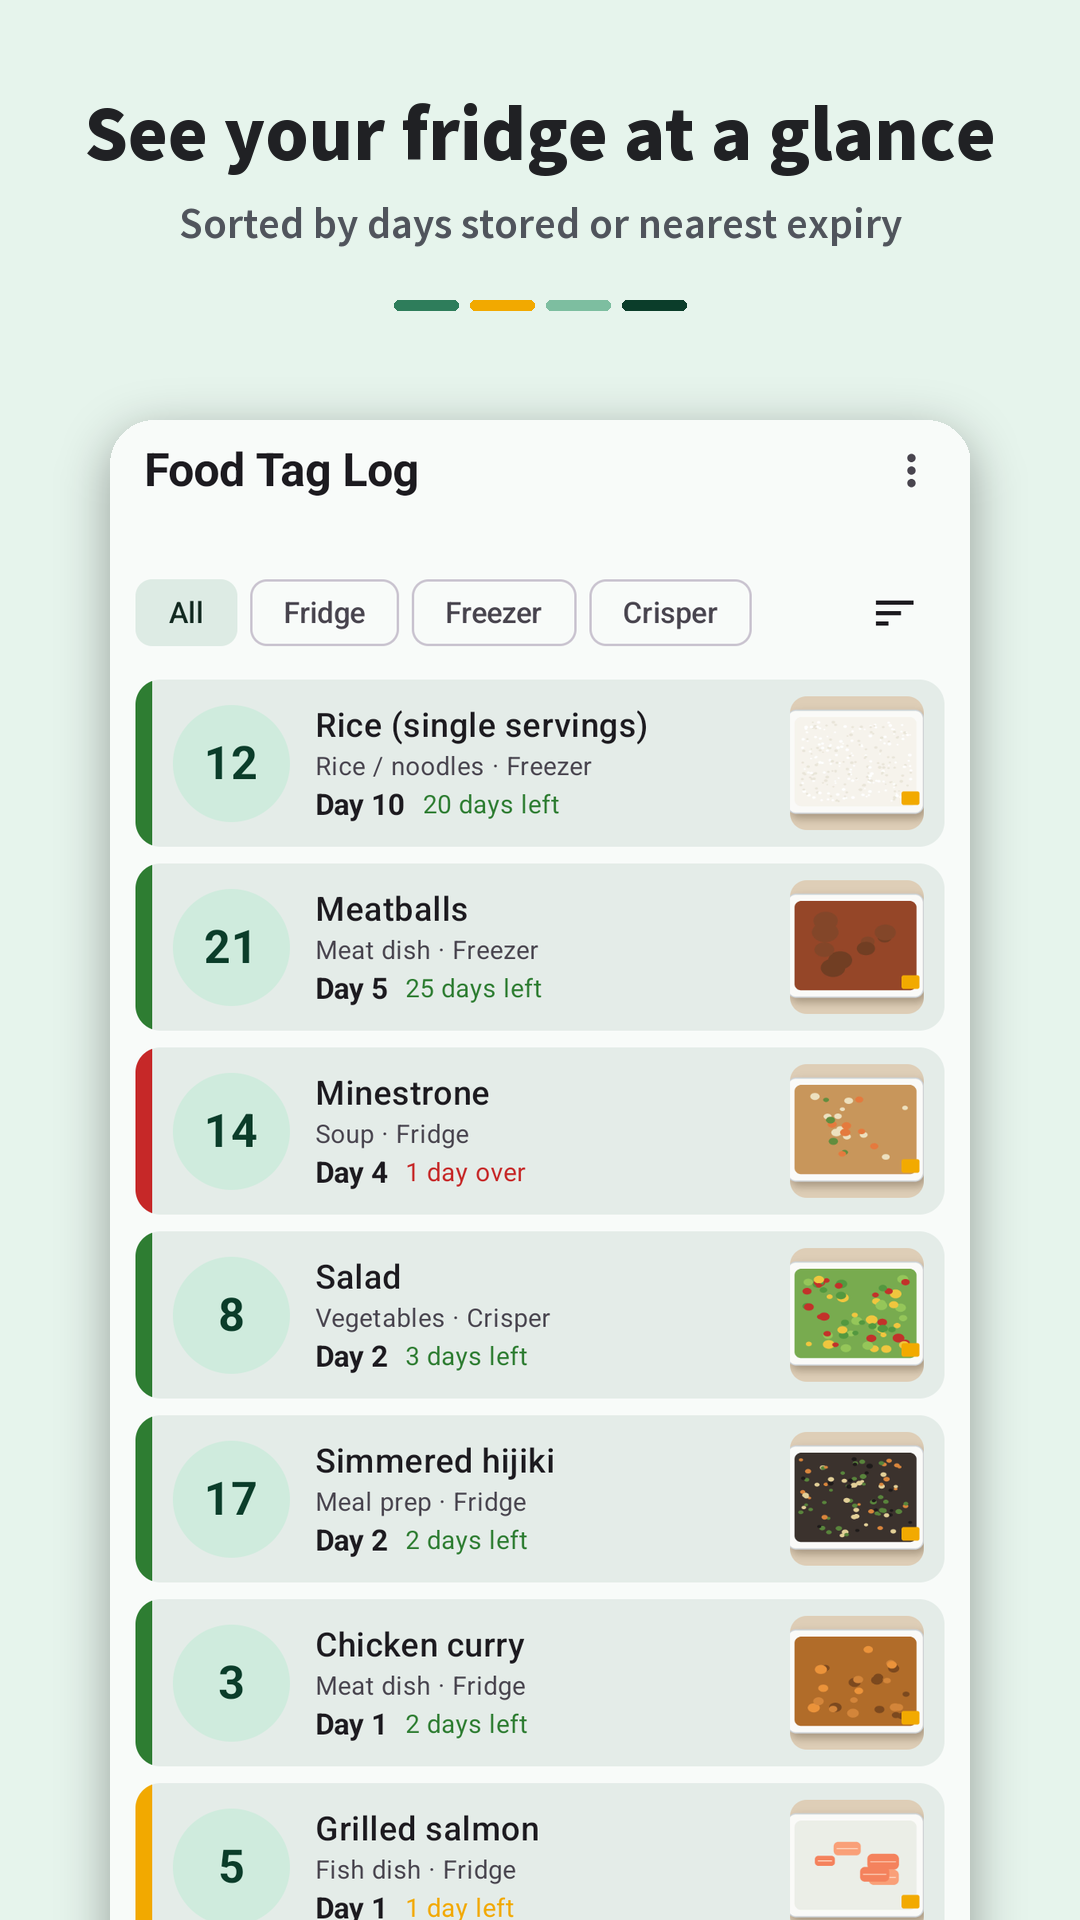 See your fridge at a glance
Sorted by days stored or nearest expiry
Food Tag Log
All
Fridge
Freezer
Crisper
12
Rice (single servings)
Rice / noodles · Freezer
Day 10 20 days left
21
Meatballs
Meat dish · Freezer
Day 5 25 days left
14
Minestrone
Soup · Fridge
Day 4 1 day over
8
Salad
Vegetables · Crisper
Day 2 3 days left
17
Simmered hijiki
Meal prep · Fridge
Day 2 2 days left
3
Chicken curry
Meat dish · Fridge
Day 1 2 days left
5
Grilled salmon
Fish dish · Fridge
Day 1 1 day left